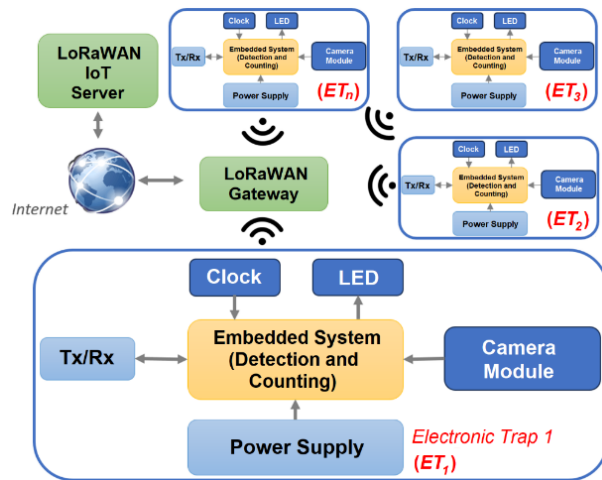 LoRaWAN
IoT
Server
Internet
LoRaWAN
Gateway
Clock
LED
Tx/Rx
Embedded System
(Detection and
Counting)
Camera
Module
Power Supply
(ETn)
Clock
LED
Tx/Rx
Embedded System
(Detection and
Counting)
Camera
Module
Power Supply
(ET3)
Clock
LED
Tx/Rx
Embedded System
(Detection and
Counting)
Camera
Module
Power Supply
(ET2)
Clock
LED
Tx/Rx
Embedded System
(Detection and
Counting)
Camera
Module
Power Supply
Electronic Trap 1
(ET1)